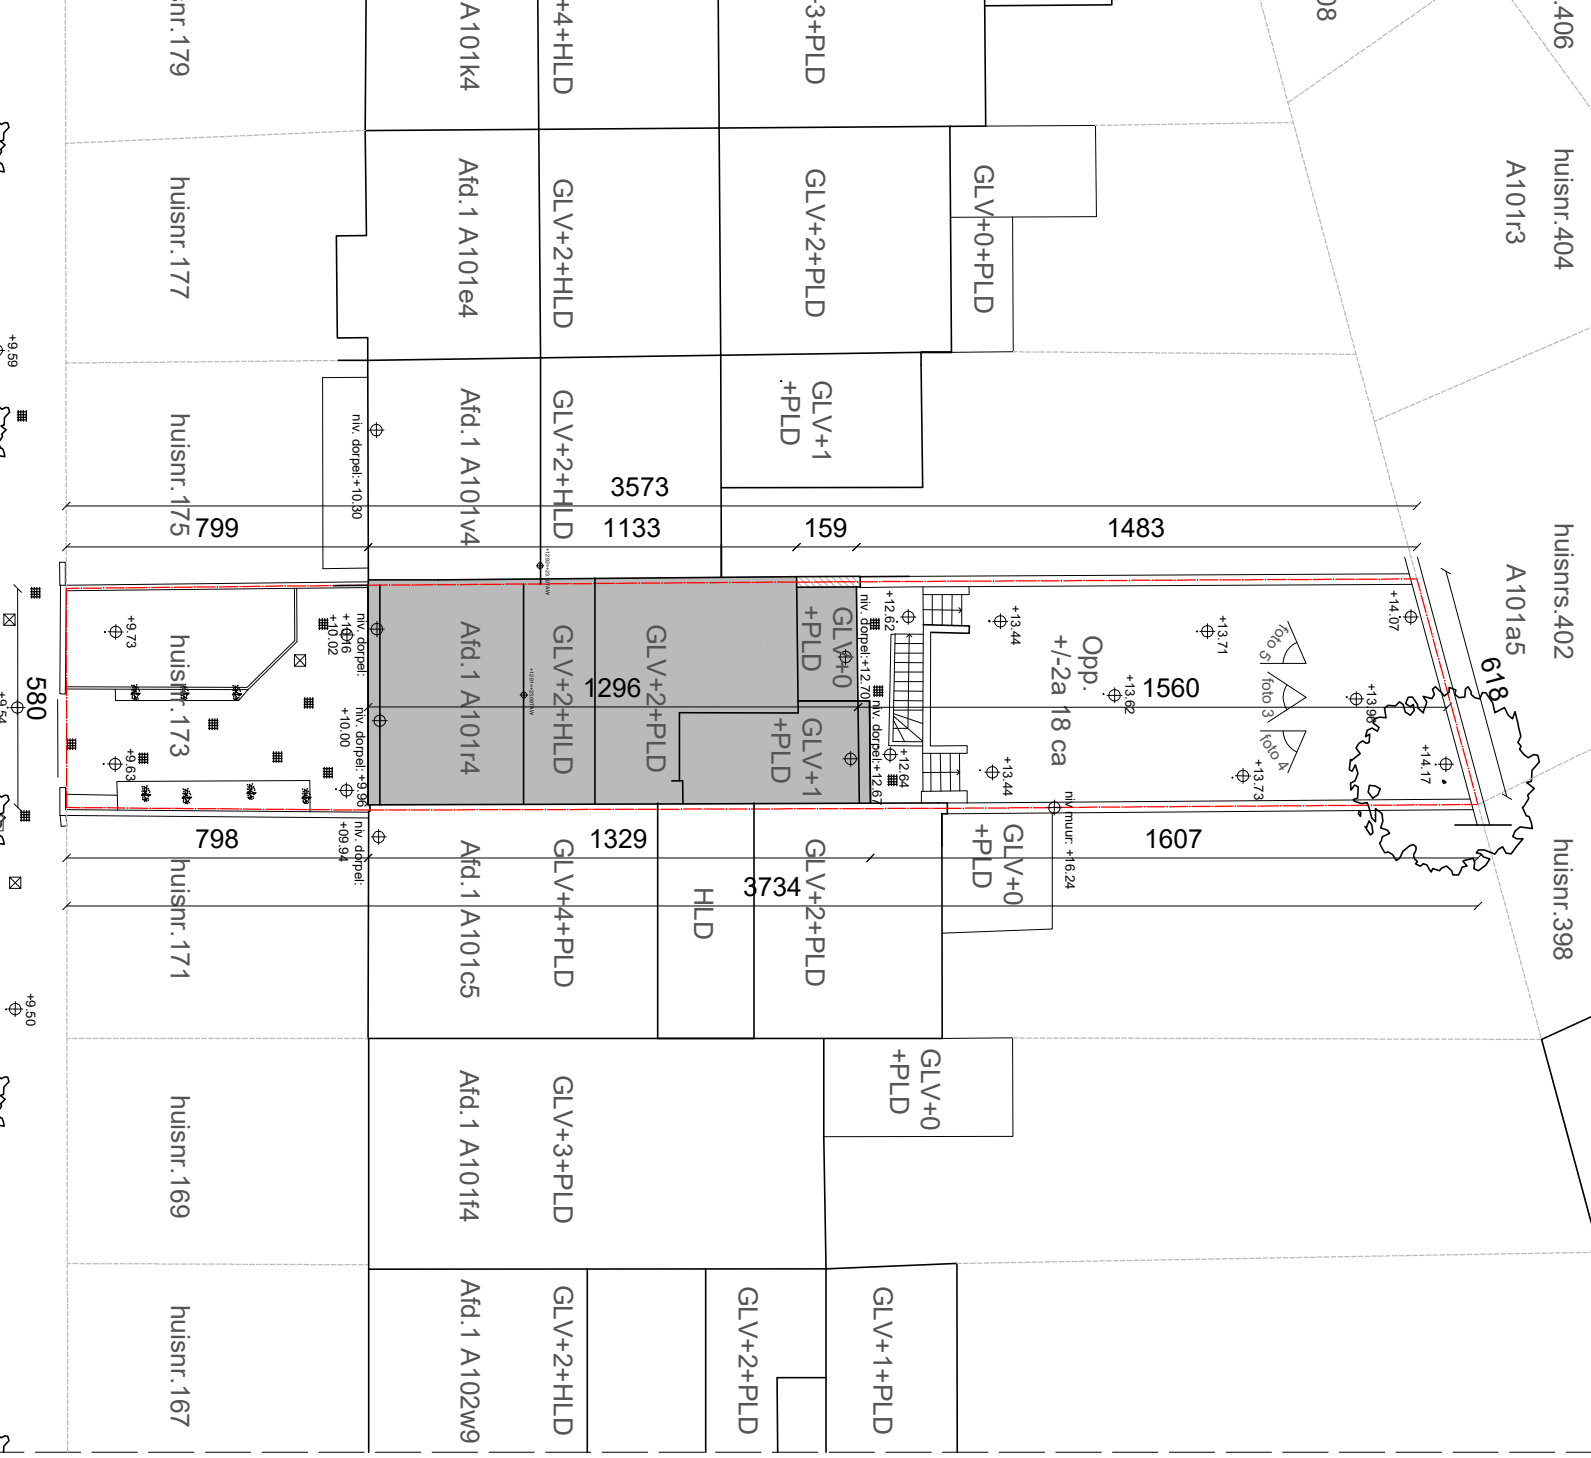 huisnr.179
A101k4
+4+HLD
3+PLD
08
.406
huisnr.177
Afd.1 A101e4
GLV+2+HLD
GLV+2+PLD
GLV+0+PLD
A101r3
huisnr.404
+9.59
huisnr.175
niv. dorpel:+10.30
Afd.1 A101v4
GLV+2+HLD
GLV+1
+PLD
3573
799
1133
159
1483
huisnrs.402
A101a5
618
580
+9.73
+9.63
huisnr.173
+10.16
+10.02
niv. dorpel:
+10.00
niv. dorpel: +9.96
Afd.1 A101r4
GLV+2+HLD
GLV+2+PLD
1296
GLV+0
+PLD
GLV+1
+PLD
niv. dorpel:+12.70
niv. dorpel:+12.67
+12.62
+12.64
+13.44
+13.44
Opp.
+/-2a 18 ca
+13.62
+13.71
+13.73
1560
foto 5
foto 3
foto 4
+14.07
+14.17
798
niv. dorpel:
+09.94
1329
1607
3734
niv muur: +16.24
huisnr.171
Afd.1 A101c5
GLV+4+PLD
HLD
GLV+2+PLD
GLV+0
+PLD
huisnr.398
+9.50
huisnr.169
Afd.1 A101f4
GLV+3+PLD
GLV+0
+PLD
huisnr.167
Afd.1 A102w9
GLV+2+HLD
GLV+2+PLD
GLV+1+PLD